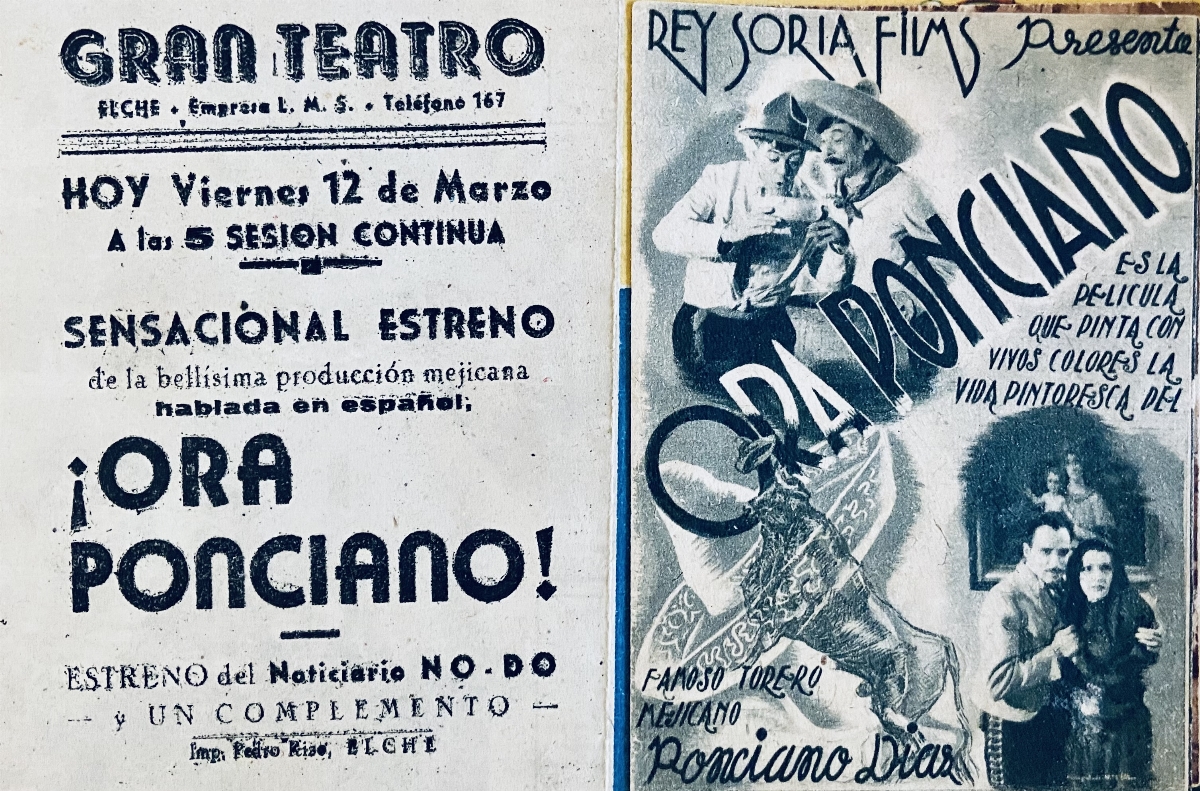 GRAN TEATRO
ELCHE • Empresa L. M. S. • Teléfono 167
HOY Viernes 12 de Marzo
A las 5 SESION CONTINUA
SENSACIONAL ESTRENO
de la bellísima producción mejicana
hablada en español;
¡ORA
PONCIANO!
ESTRENO del Noticiario NO-DO
— y UN COMPLEMENTO —
Imp. Pedro Riso, ELCHE
REY SORIA FILMS Presenta
ORA PONCIANO
ES LA
PELICULA
QUE PINTA CON
VIVOS COLORES LA
VIDA PINTORESCA DEL
FAMOSO TORERO
MEJICANO
Ponciano Días